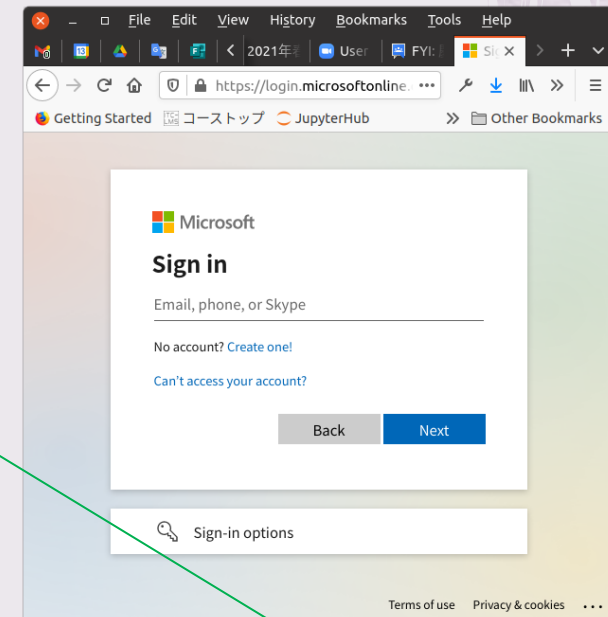 File Edit View History Bookmarks Tools Help
13 2021年 User FYI: Si
https://login.microsoftonline.
Getting Started コーストップ JupyterHub Other Bookmarks
Microsoft
Sign in
Email, phone, or Skype
No account? Create one!
Can't access your account?
Back Next
Sign-in options
Terms of use Privacy & cookies